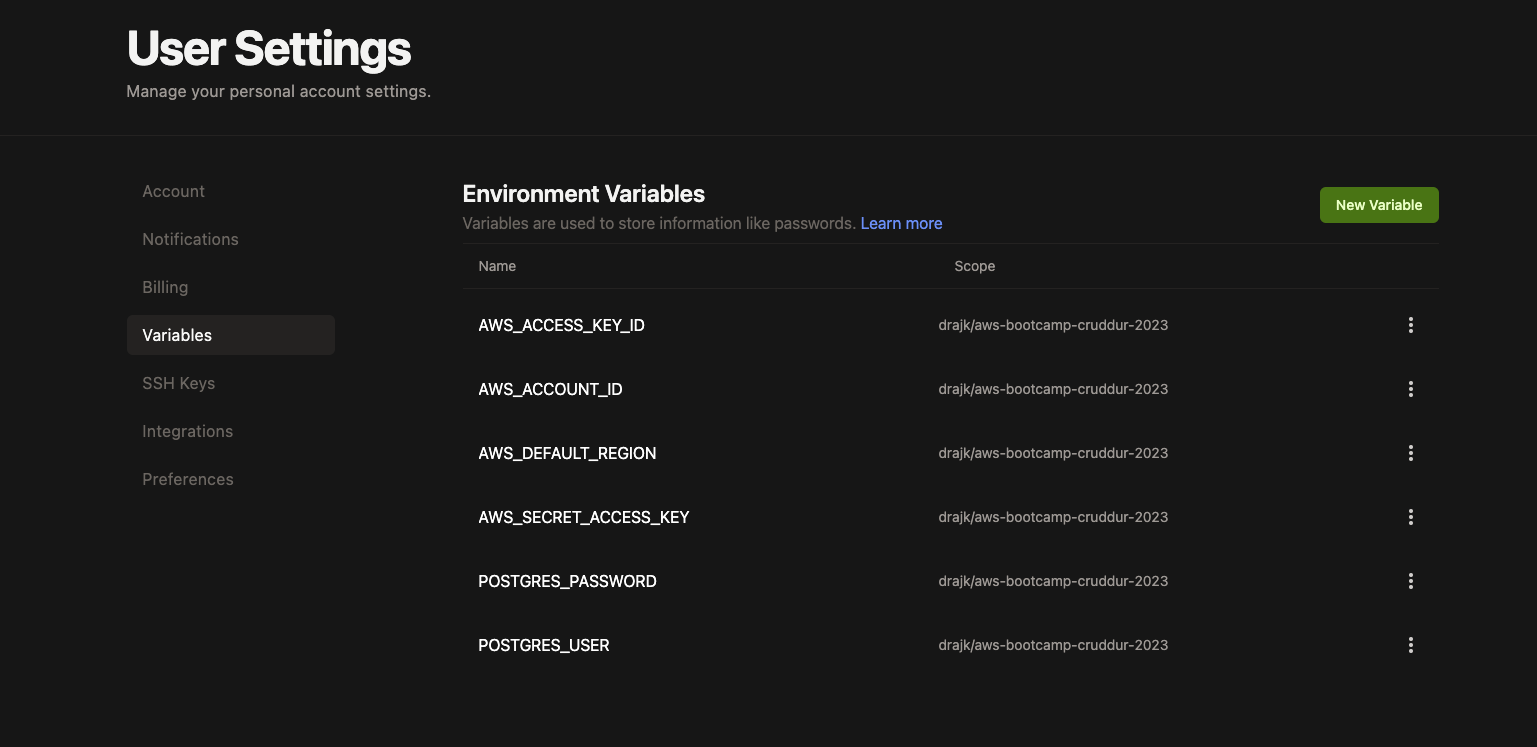 User Settings
Manage your personal account settings.
Account
Notifications
Billing
Variables
SSH Keys
Integrations
Preferences
Environment Variables
Variables are used to store information like passwords. Learn more
New Variable
Name Scope
AWS_ACCESS_KEY_ID drajk/aws-bootcamp-cruddur-2023
AWS_ACCOUNT_ID drajk/aws-bootcamp-cruddur-2023
AWS_DEFAULT_REGION drajk/aws-bootcamp-cruddur-2023
AWS_SECRET_ACCESS_KEY drajk/aws-bootcamp-cruddur-2023
POSTGRES_PASSWORD drajk/aws-bootcamp-cruddur-2023
POSTGRES_USER drajk/aws-bootcamp-cruddur-2023